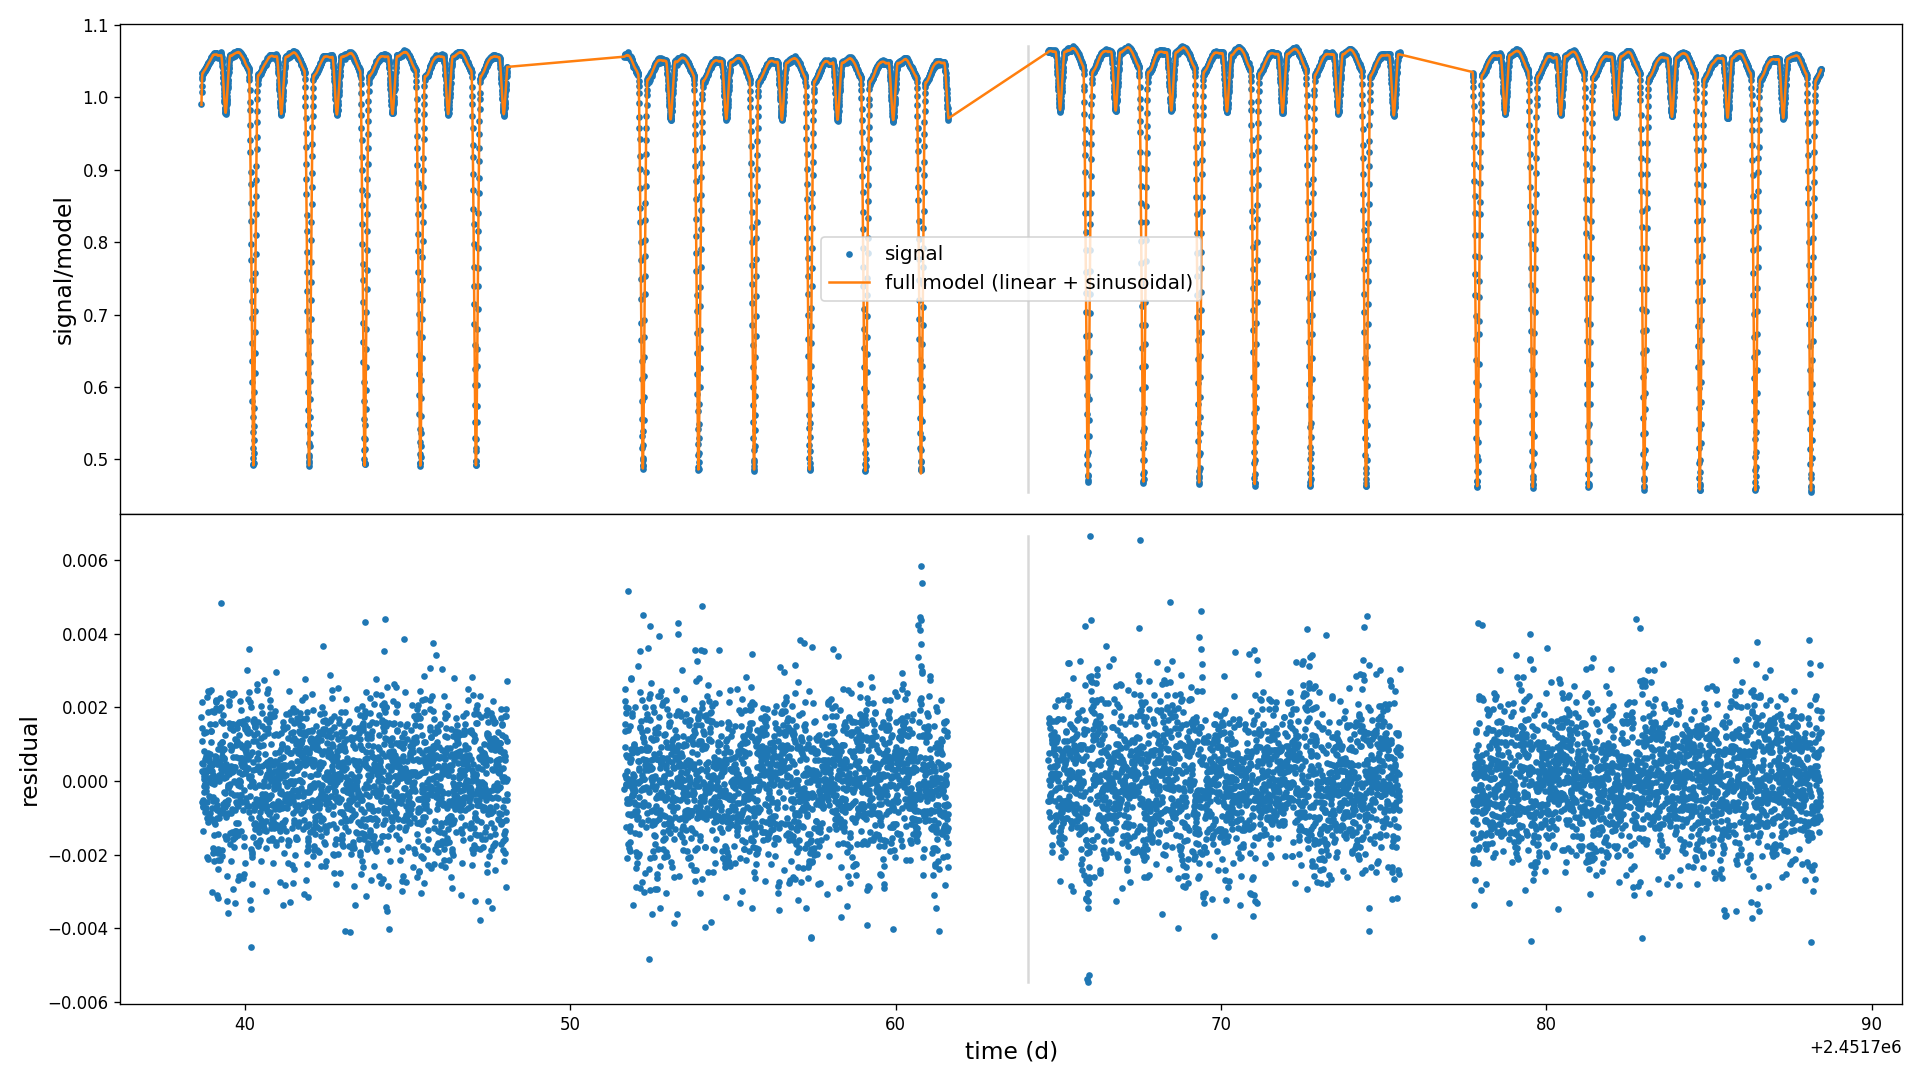 1.1
1.0
0.9
0.8
0.7
0.6
0.5
signal/model
signal
full model (linear + sinusoidal)
0.006
0.004
0.002
0.000
−0.002
−0.004
−0.006
residual
40 50 60 70 80 90
time (d)
+2.4517e6